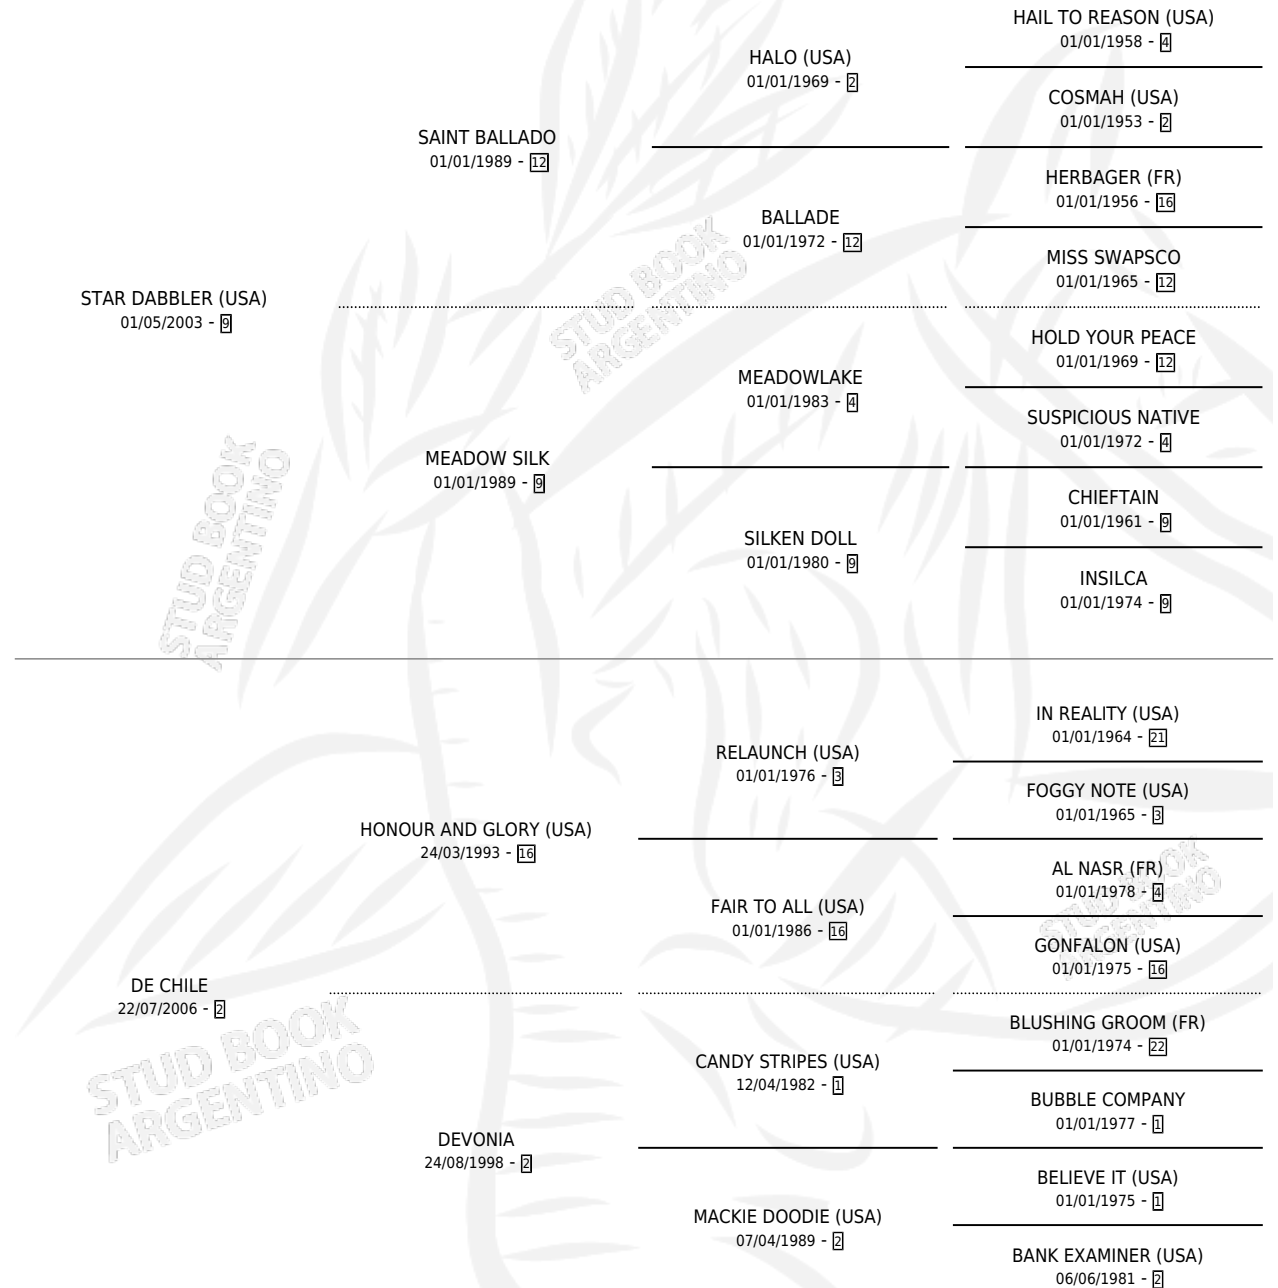 HAIL TO REASON (USA)
01/01/1958 - 4
HALO (USA)
01/01/1969 - 2
COSMAH (USA)
01/01/1953 - 2
SAINT BALLADO
01/01/1989 - 12
HERBAGER (FR)
01/01/1956 - 16
BALLADE
01/01/1972 - 12
MISS SWAPSCO
01/01/1965 - 12
STAR DABBLER (USA)
01/05/2003 - 9
HOLD YOUR PEACE
01/01/1969 - 12
MEADOWLAKE
01/01/1983 - 4
SUSPICIOUS NATIVE
01/01/1972 - 4
MEADOW SILK
01/01/1989 - 9
CHIEFTAIN
01/01/1961 - 9
SILKEN DOLL
01/01/1980 - 9
INSILCA
01/01/1974 - 9
STUD BOOK
ARGENTINO
STUD BOOK
ARGENTINO
IN REALITY (USA)
01/01/1964 - 21
RELAUNCH (USA)
01/01/1976 - 3
FOGGY NOTE (USA)
01/01/1965 - 3
HONOUR AND GLORY (USA)
24/03/1993 - 16
AL NASR (FR)
01/01/1978 - 4
FAIR TO ALL (USA)
01/01/1986 - 16
GONFALON (USA)
01/01/1975 - 16
DE CHILE
22/07/2006 - 2
BLUSHING GROOM (FR)
01/01/1974 - 22
CANDY STRIPES (USA)
12/04/1982 - 1
BUBBLE COMPANY
01/01/1977 - 1
DEVONIA
24/08/1998 - 2
BELIEVE IT (USA)
01/01/1975 - 1
MACKIE DOODIE (USA)
07/04/1989 - 2
BANK EXAMINER (USA)
06/06/1981 - 2
STUD BOOK
ARGENTINO
STUD BOOK
ARGENTINO